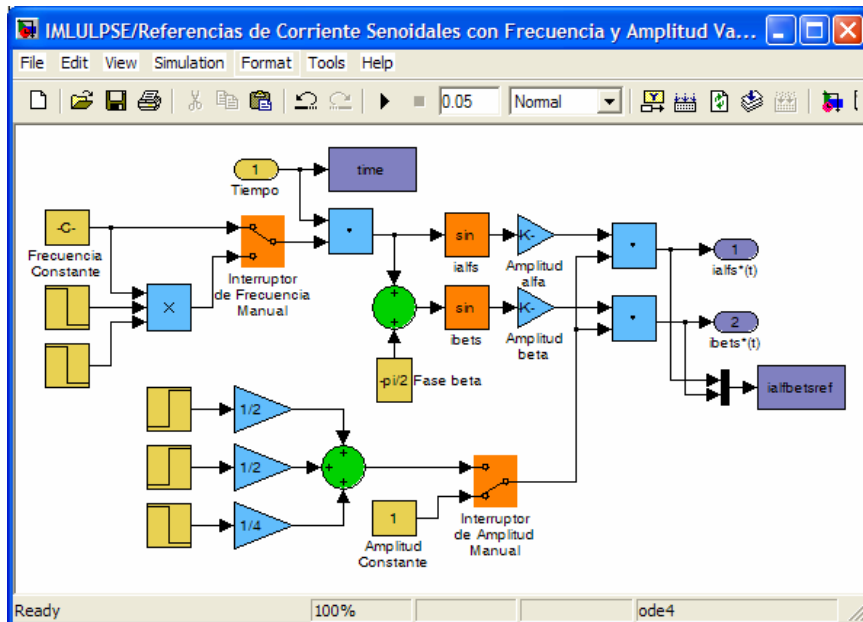 IMLULPSE/Referencias de Corriente Senoidales con Frecuencia y Amplitud Va...
File Edit View Simulation Format Tools Help
0.05 Normal
1
Tiempo
time
-C-
Frecuencia
Constante
Interruptor
de Frecuencia
Manual
×
sin
ialfs
-K-
Amplitud
alfa
1
ialfs*(t)
+
+
sin
ibets
-K-
Amplitud
beta
2
ibets*(t)
-pi/2 Fase beta
ialfbetsref
1/2
1/2
1/4
+
+
+
1
Amplitud
Constante
Interruptor
de Amplitud
Manual
Ready 100% ode4